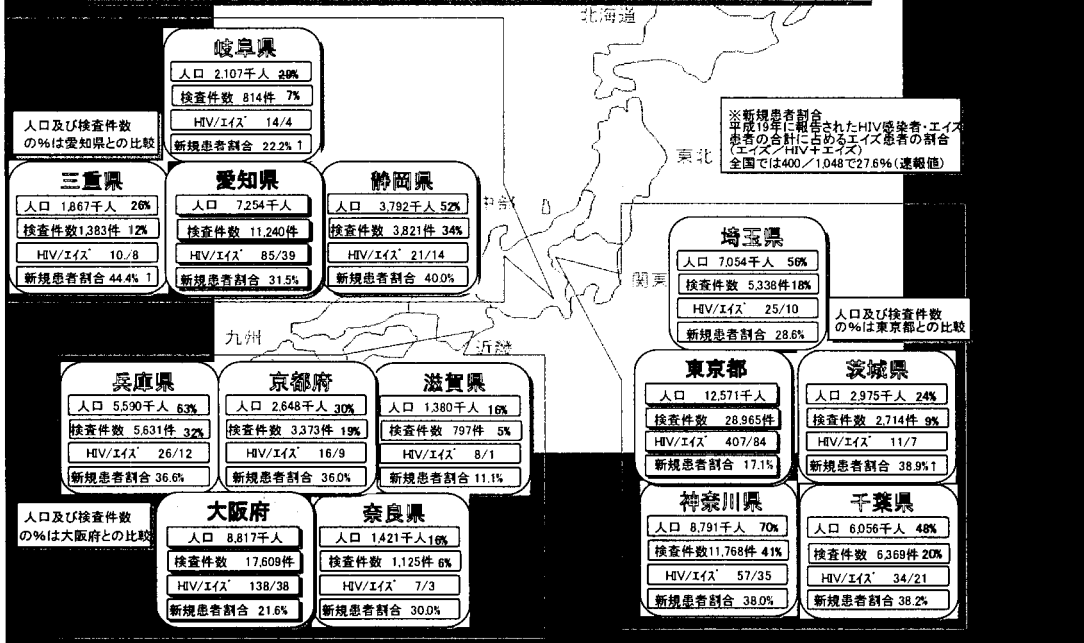 北海道
岐阜県
人口 2,107千人 29%
検査件数 814件 7%
HIV/エイズ 14/4
新規患者割合 22.2%↑
人口及び検査件数
の%は愛知県との比較
※新規患者割合
平成19年に報告されたHIV感染者・エイズ
患者の合計に占めるエイズ患者の割合
(エイズ/HIV+エイズ)
全国では400/1,048で27.6%(速報値)
東北
三重県
人口 1,867千人 26%
検査件数1,383件 12%
HIV/エイズ 10/8
新規患者割合 44.4%↑
愛知県
人口 7,254千人
検査件数 11,240件
HIV/エイズ 85/39
新規患者割合 31.5%
静岡県
人口 3,792千人 52%
検査件数 3,821件 34%
HIV/エイズ 21/14
新規患者割合 40.0%
中部
埼玉県
人口 7,054千人 56%
検査件数 5,338件18%
HIV/エイズ 25/10
新規患者割合 28.6%
関東
人口及び検査件数
の%は東京都との比較
九州
近畿
兵庫県
人口 5,590千人 63%
検査件数 5,631件 32%
HIV/エイズ 26/12
新規患者割合 36.6%
京都府
人口 2,648千人 30%
検査件数 3,373件 19%
HIV/エイズ 16/9
新規患者割合 36.0%
滋賀県
人口 1,380千人 16%
検査件数 797件 5%
HIV/エイズ 8/1
新規患者割合 11.1%
東京都
人口 12,571千人
検査件数 28,965件
HIV/エイズ 407/84
新規患者割合 17.1%
茨城県
人口 2,975千人 24%
検査件数 2,714件 9%
HIV/エイズ 11/7
新規患者割合 38.9%↑
人口及び検査件数
の%は大阪府との比較
大阪府
人口 8,817千人
検査件数 17,609件
HIV/エイズ 138/38
新規患者割合 21.6%
奈良県
人口 1,421千人16%
検査件数 1,125件 6%
HIV/エイズ 7/3
新規患者割合 30.0%
神奈川県
人口 8,791千人 70%
検査件数11,768件 41%
HIV/エイズ 57/35
新規患者割合 38.0%
千葉県
人口 6,056千人 48%
検査件数 6,369件 20%
HIV/エイズ 34/21
新規患者割合 38.2%